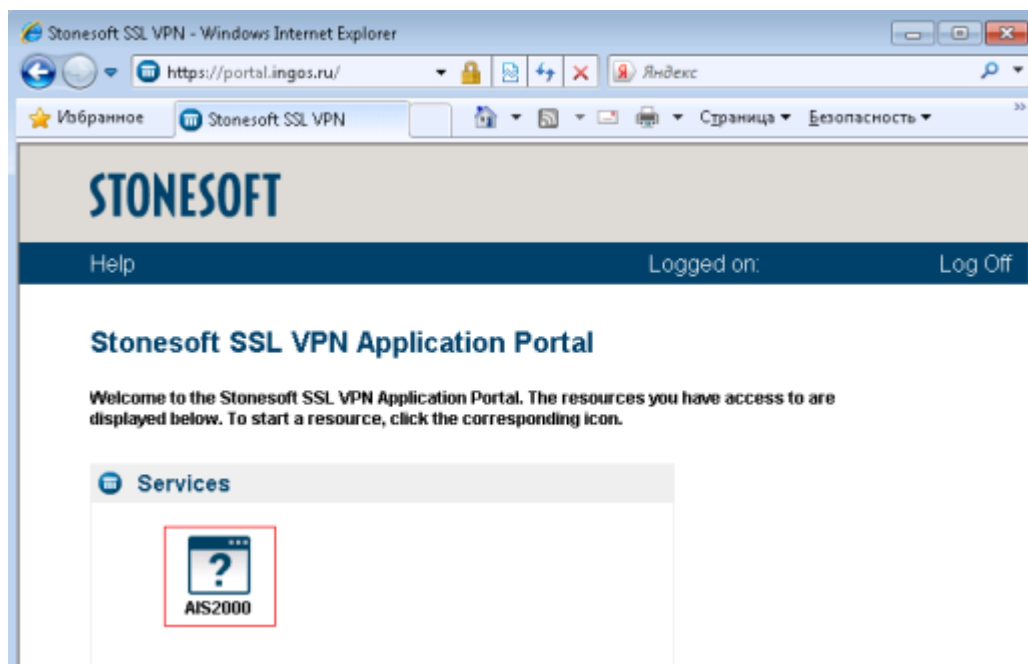 Stonesoft SSL VPN - Windows Internet Explorer
https://portal.ingos.ru/
Я Яндекс
Избранное
Stonesoft SSL VPN
Страница
Безопасность
»
STONESOFT
Help
Logged on:
Log Off
Stonesoft SSL VPN Application Portal
Welcome to the Stonesoft SSL VPN Application Portal. The resources you have access to are
displayed below. To start a resource, click the corresponding icon.
Services
?
AIS2000